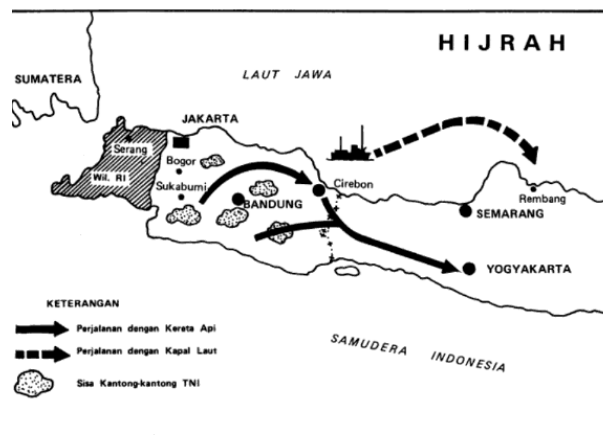 HIJRAH
SUMATERA
LAUT JAWA
JAKARTA
Serang
Bogor
Wil. RI
Sukabumi
BANDUNG
Cirebon
Rembang
SEMARANG
YOGYAKARTA
KETERANGAN
Perjalanan dengan Kereta Api
Perjalanan dengan Kapal Laut
Sisa Kantong-kantong TNI
SAMUDERA INDONESIA